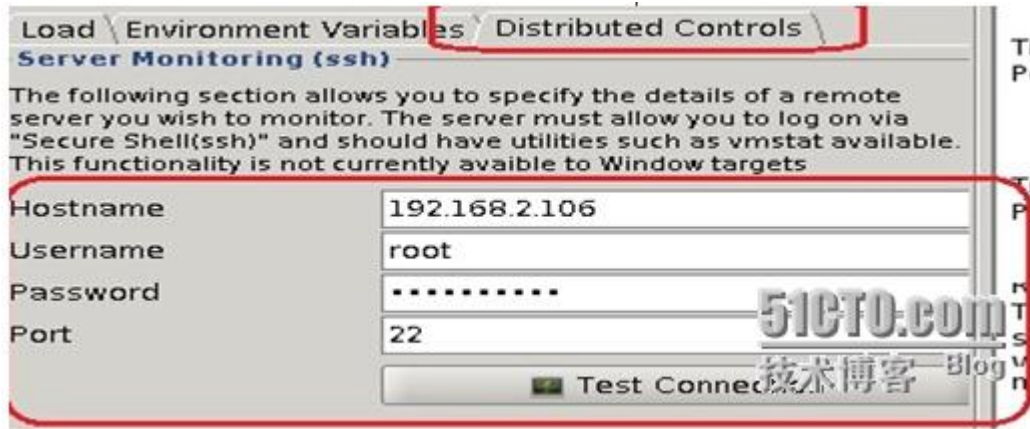 Load Environment Variables Distributed Controls
Server Monitoring (ssh)
The following section allows you to specify the details of a remote
server you wish to monitor. The server must allow you to log on via
"Secure Shell(ssh)" and should have utilities such as vmstat available.
This functionality is not currently avaible to Window targets
Hostname 192.168.2.106
Username root
Password ••••••••••
Port 22
Test
51CTO.com
技术博客 Blog